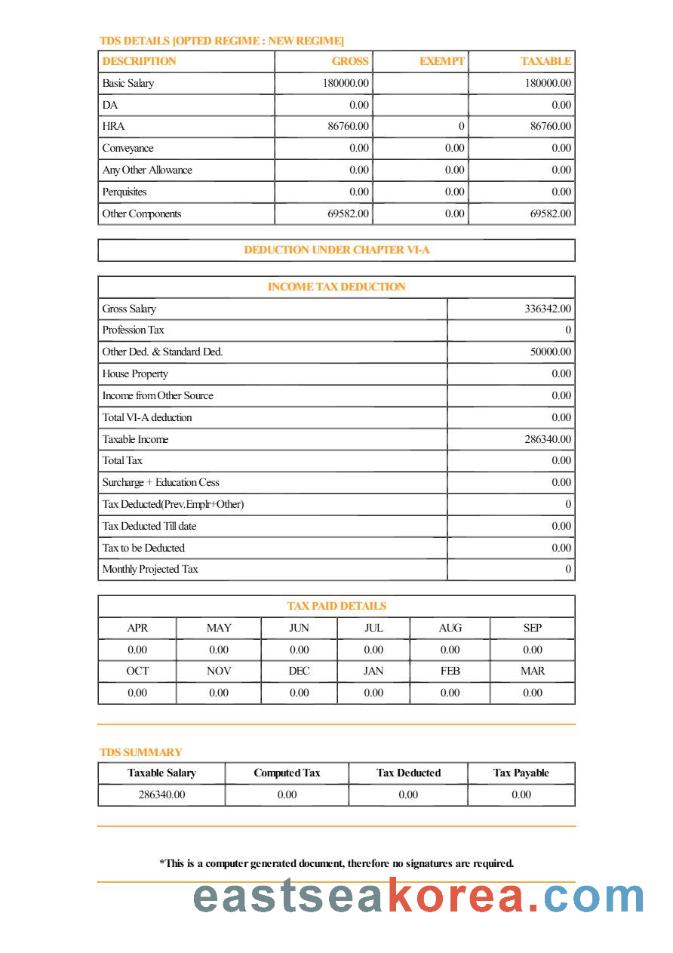 TDS DETAILS [OPTED REGIME : NEW REGIME]
DESCRIPTION GROSS EXEMPT TAXABLE
Basic Salary 180000.00 180000.00
DA 0.00 0.00
HRA 86760.00 0 86760.00
Conveyance 0.00 0.00 0.00
Any Other Allowance 0.00 0.00 0.00
Perquisites 0.00 0.00 0.00
Other Components 69582.00 0.00 69582.00
DEDUCTION UNDER CHAPTER VI-A
INCOME TAX DEDUCTION
Gross Salary 336342.00
Profession Tax 0
Other Ded. & Standard Ded. 50000.00
House Property 0.00
Income from Other Source 0.00
Total VI-A deduction 0.00
Taxable Income 286340.00
Total Tax 0.00
Surcharge + Education Cess 0.00
Tax Deducted(Prev.Emplr+Other) 0
Tax Deducted Till date 0.00
Tax to be Deducted 0.00
Monthly Projected Tax 0
TAX PAID DETAILS
APR MAY JUN JUL AUG SEP
0.00 0.00 0.00 0.00 0.00 0.00
OCT NOV DEC JAN FEB MAR
0.00 0.00 0.00 0.00 0.00 0.00
TDS SUMMARY
Taxable Salary Computed Tax Tax Deducted Tax Payable
286340.00 0.00 0.00 0.00
*This is a computer generated document, therefore no signatures are required.
eastseakorea.com